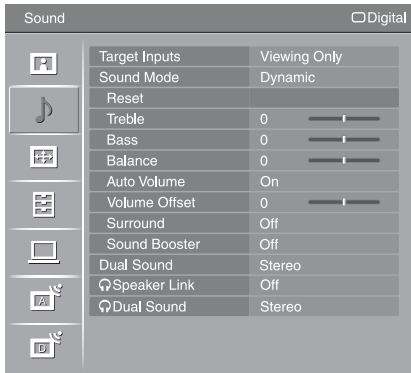 Sound Digital
Target Inputs Viewing Only
Sound Mode Dynamic
Reset
Treble 0
Bass 0
Balance 0
Auto Volume On
Volume Offset 0
Surround Off
Sound Booster Off
Dual Sound Stereo
Speaker Link Off
Dual Sound Stereo
A
D